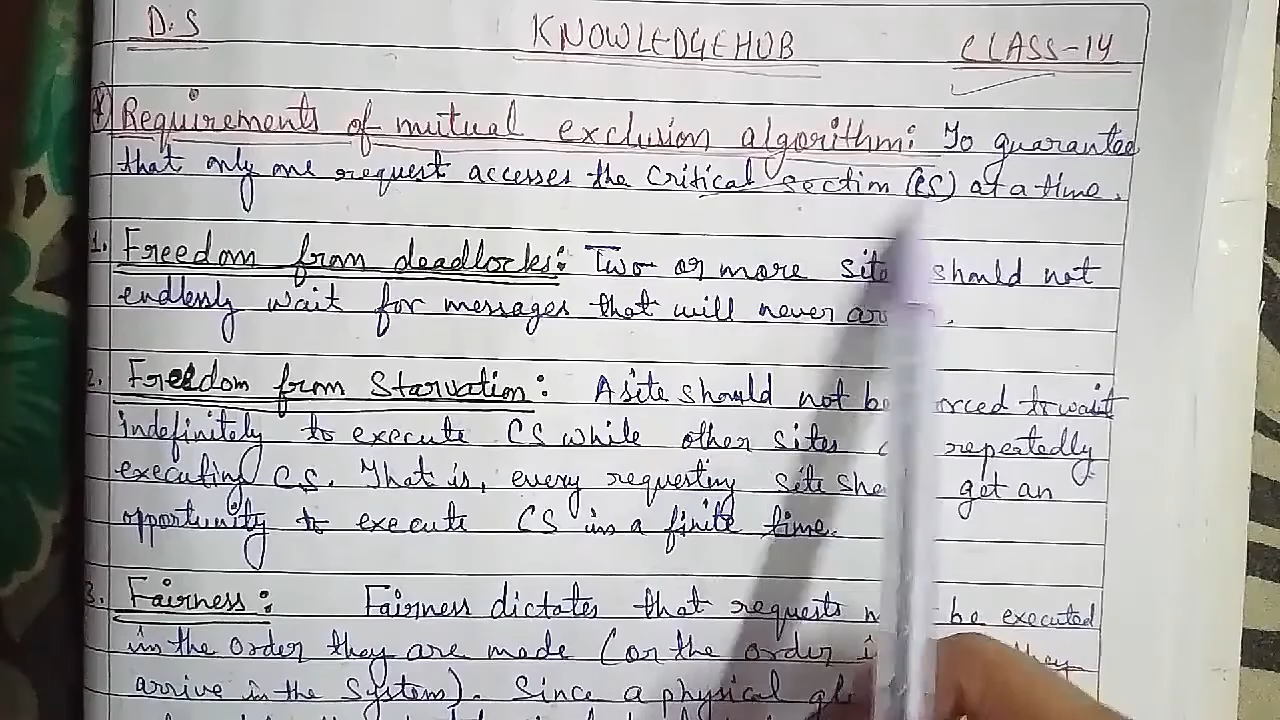 D.S KNOWLEDGEHUB CLASS-14
Requirements of mutual exclusion algorithm: To guarantee
that only one request accesses the critical section (CS) at a time.
1. Freedom from deadlocks: Two or more should not
endlessly wait for messages that will never
2. Freedom from Starvation: A site should not to wait
indefinitely to execute CS while other sites repeatedly
executing CS. That is, every requesting site get an
opportunity to execute CS in a finite time.
3. Fairness: Fairness dictates that requests be executed
in the order they are made (or the order they
arrive in the system). Since a physical